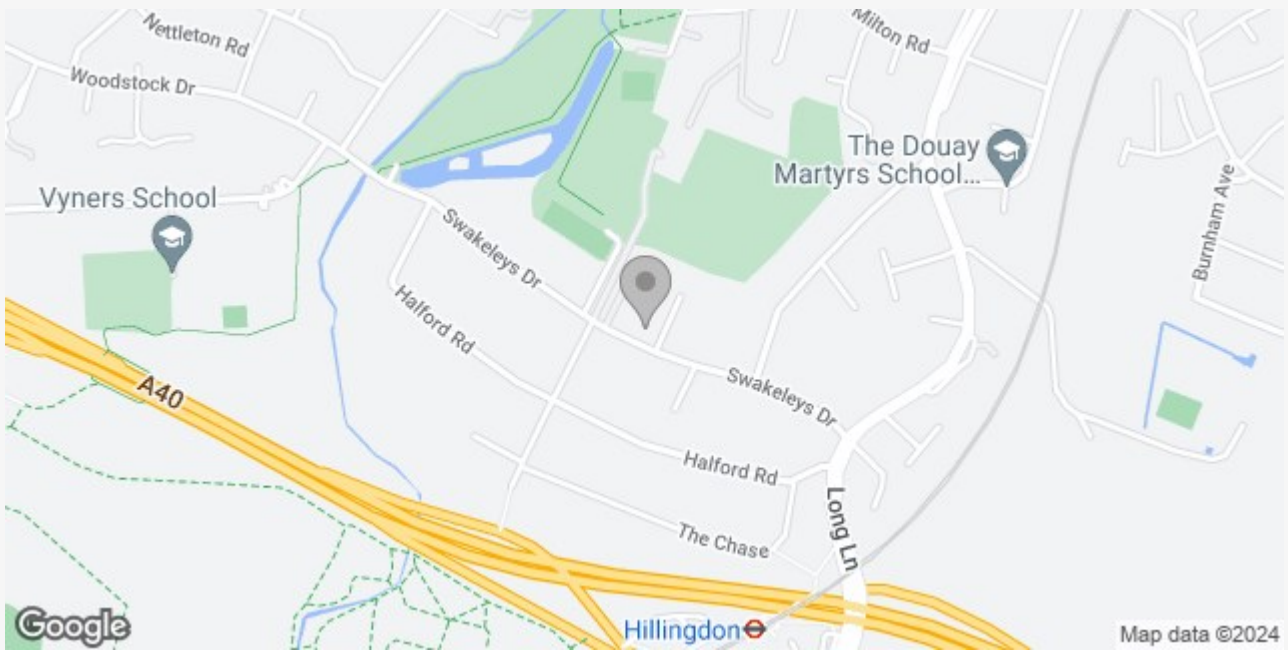 Nettleton Rd
Milton Rd
Woodstock Dr
The Douay
Martyrs School...
Vyners School
Burnham Ave
Swakeleys Dr
Halford Rd
A40
Swakeleys Dr
Halford Rd
Long Ln
The Chase
Google
Hillingdon
Map data ©2024